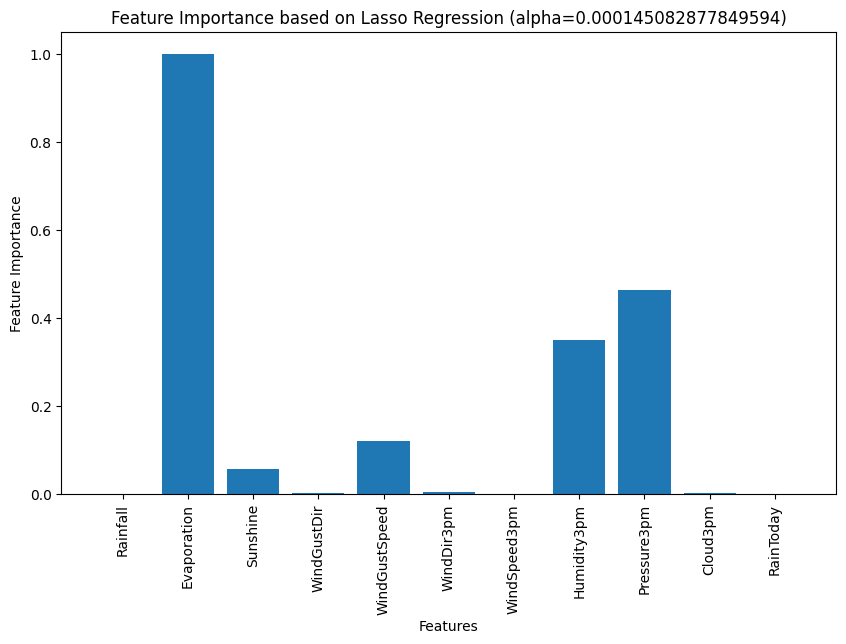 Feature Importance based on Lasso Regression (alpha=0.000145082877849594)
1.0
0.8
0.6
0.4
0.2
0.0
Feature Importance
Rainfall
Evaporation
Sunshine
WindGustDir
WindGustSpeed
WindDir3pm
WindSpeed3pm
Humidity3pm
Pressure3pm
Cloud3pm
RainToday
Features